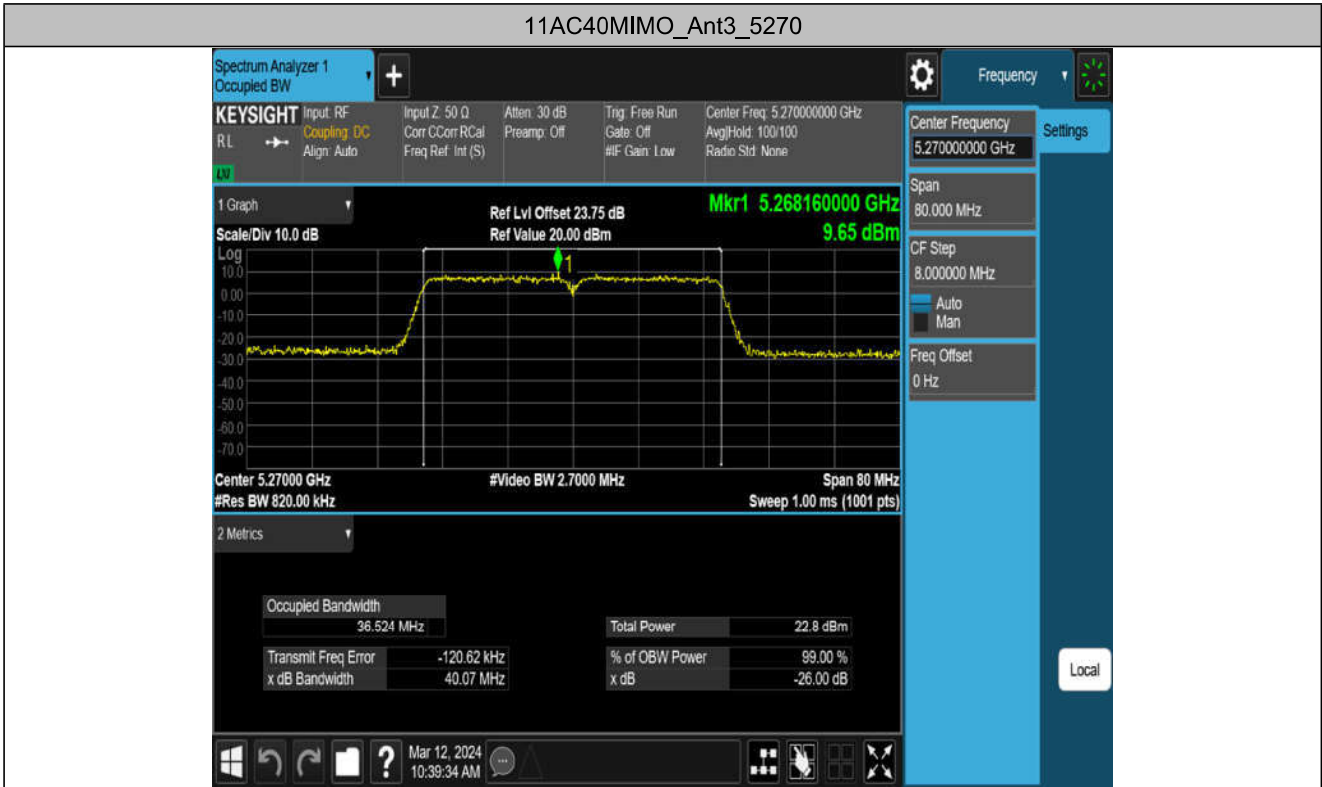 11AC40MIMO_Ant3_5270
Spectrum Analyzer 1
Occupied BW
Frequency
KEYSIGHT
R L
LXI
Input: RF
Coupling: DC
Align: Auto
Input Z: 50 Ω
Corr CCorr RCal
Freq Ref: Int (S)
Atten: 30 dB
Preamp: Off
Trig: Free Run
Gate: Off
#IF Gain: Low
Center Freq: 5.270000000 GHz
Avg|Hold: 100/100
Radio Std: None
Center Frequency
5.270000000 GHz
Settings
Span
80.000 MHz
CF Step
8.000000 MHz
Auto
Man
Freq Offset
0 Hz
Local
1 Graph
Scale/Div 10.0 dB
Ref Lvl Offset 23.75 dB
Ref Value 20.00 dBm
Mkr1 5.268160000 GHz
9.65 dBm
Log
10.0
0.00
-10.0
-20.0
-30.0
-40.0
-50.0
-60.0
-70.0
1
Center 5.27000 GHz
#Res BW 820.00 kHz
#Video BW 2.7000 MHz
Span 80 MHz
Sweep 1.00 ms (1001 pts)
2 Metrics
Occupied Bandwidth
36.524 MHz
Total Power 22.8 dBm
Transmit Freq Error -120.62 kHz
% of OBW Power 99.00 %
x dB Bandwidth 40.07 MHz
x dB -26.00 dB
?
Mar 12, 2024
10:39:34 AM